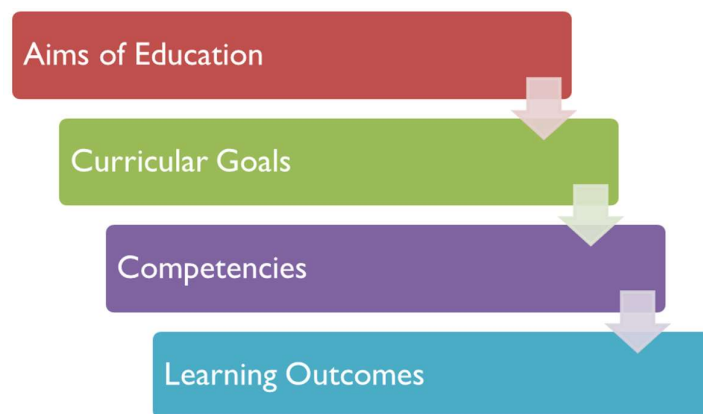 Aims of Education
Curricular Goals
Competencies
Learning Outcomes